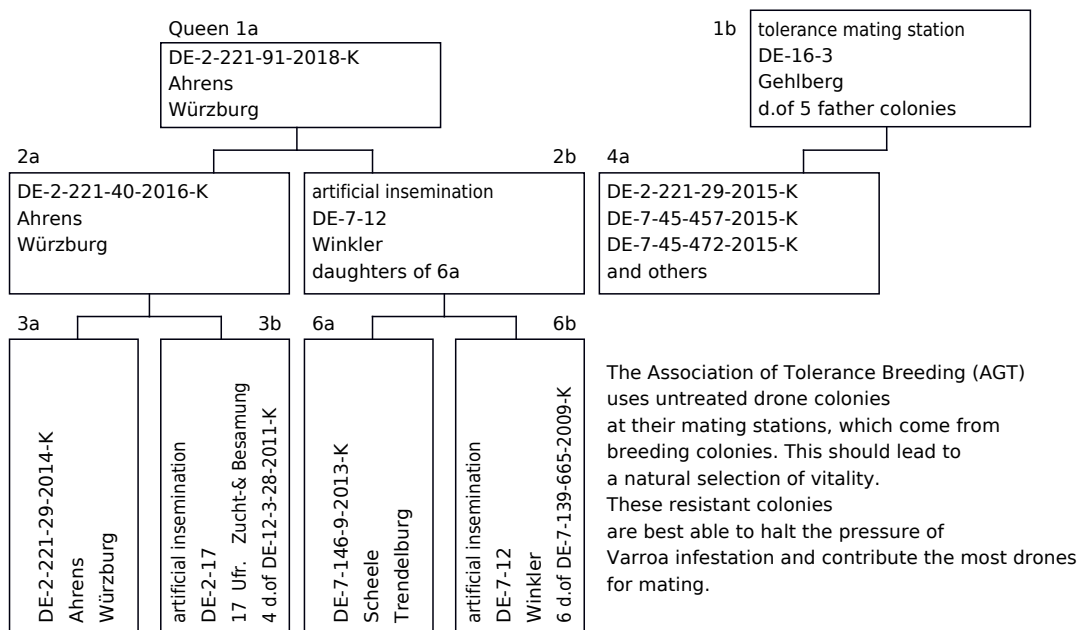 Queen 1a
DE-2-221-91-2018-K
Ahrens
Würzburg
1b
tolerance mating station
DE-16-3
Gehlberg
d.of 5 father colonies
2a
DE-2-221-40-2016-K
Ahrens
Würzburg
2b
artificial insemination
DE-7-12
Winkler
daughters of 6a
4a
DE-2-221-29-2015-K
DE-7-45-457-2015-K
DE-7-45-472-2015-K
and others
3a
DE-2-221-29-2014-K
Ahrens
Würzburg
3b
artificial insemination
DE-2-17
17 Ufr. Zucht-& Besamung
4 d.of DE-12-3-28-2011-K
6a
DE-7-146-9-2013-K
Scheele
Trendelburg
6b
artificial insemination
DE-7-12
Winkler
6 d.of DE-7-139-665-2009-K
The Association of Tolerance Breeding (AGT)
uses untreated drone colonies
at their mating stations, which come from
breeding colonies. This should lead to
a natural selection of vitality.
These resistant colonies
are best able to halt the pressure of
Varroa infestation and contribute the most drones
for mating.